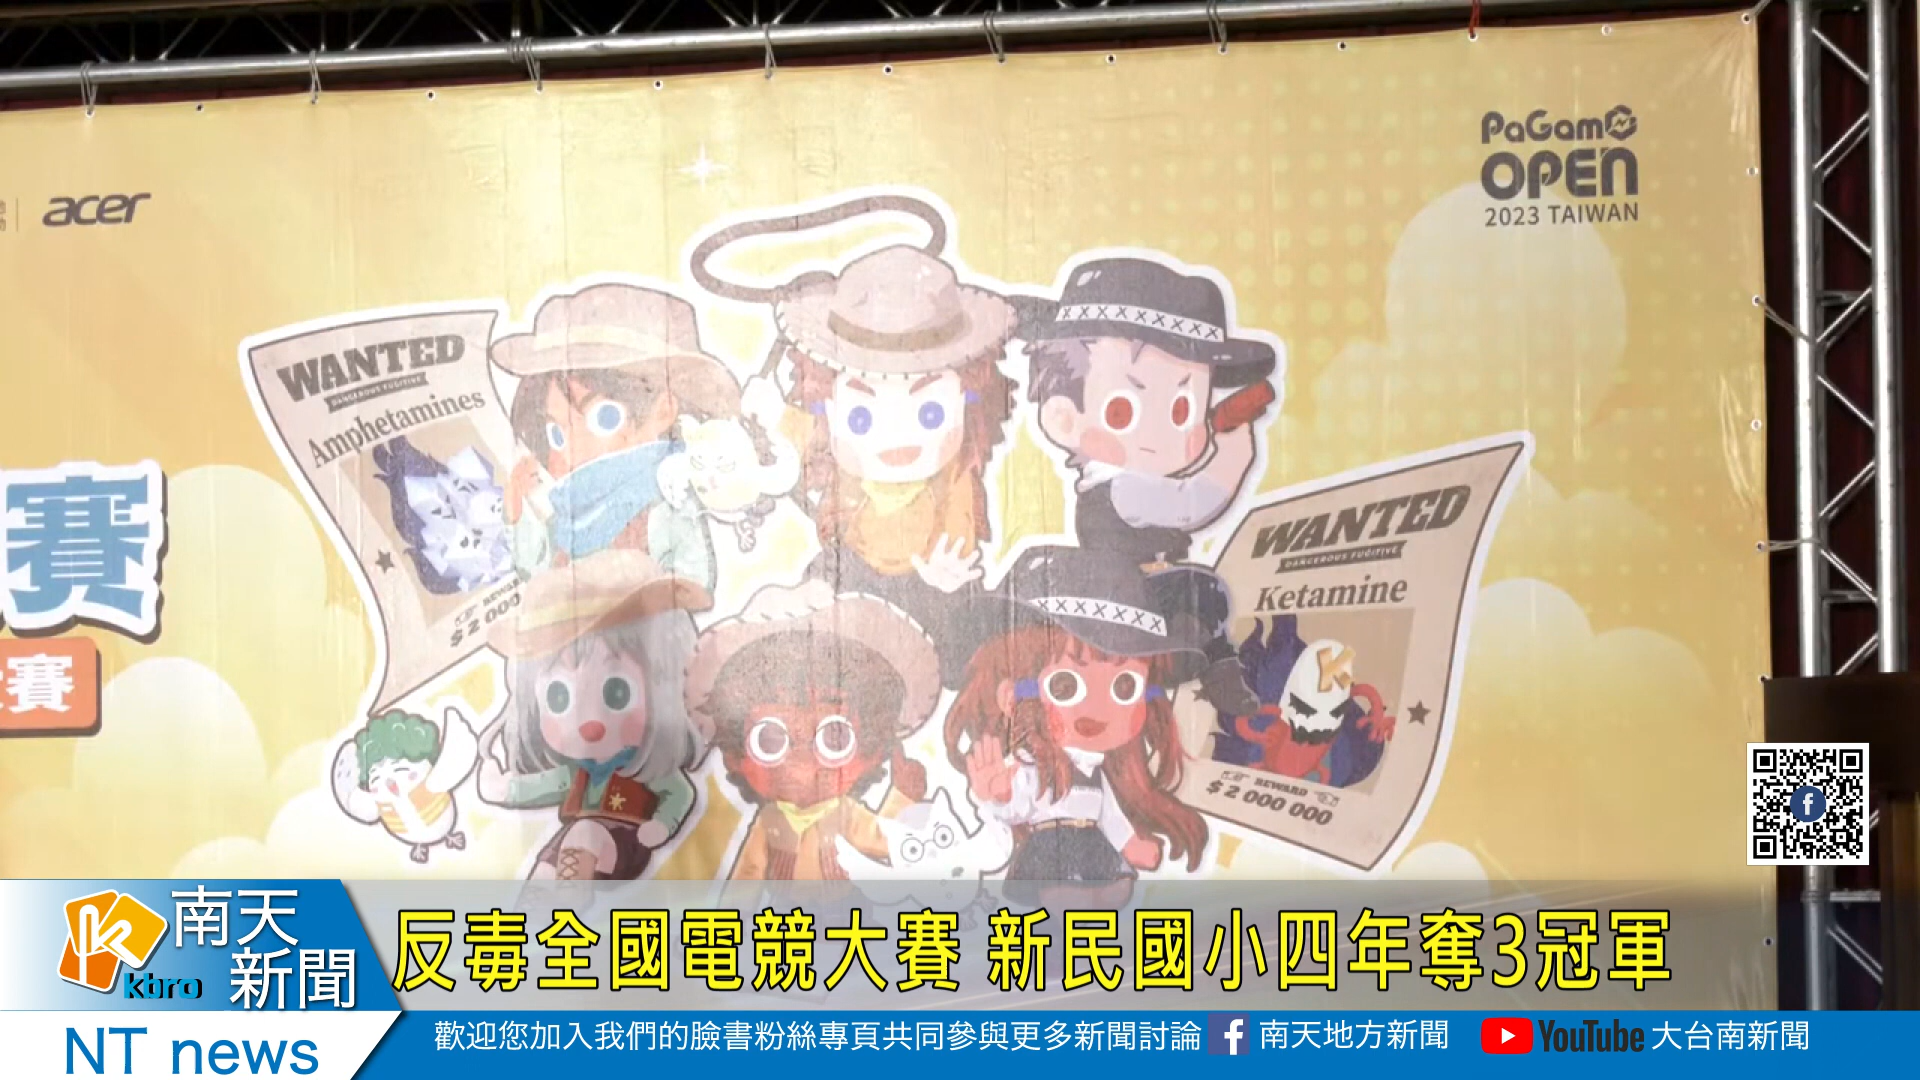 acer
PaGamO
OPEN
2023 TAIWAN
WANTED
DANGEROUS FUGITIVE
Amphetamines
REWARD
$ 2 000
WANTED
DANGEROUS FUGITIVE
Ketamine
K
REWARD
$ 2 000 000
賽
賽
南天
新聞
kbro
NT news
反毒全國電競大賽 新民國小四年奪3冠軍
歡迎您加入我們的臉書粉絲專頁共同參與更多新聞討論 f 南天地方新聞 YouTube 大台南新聞